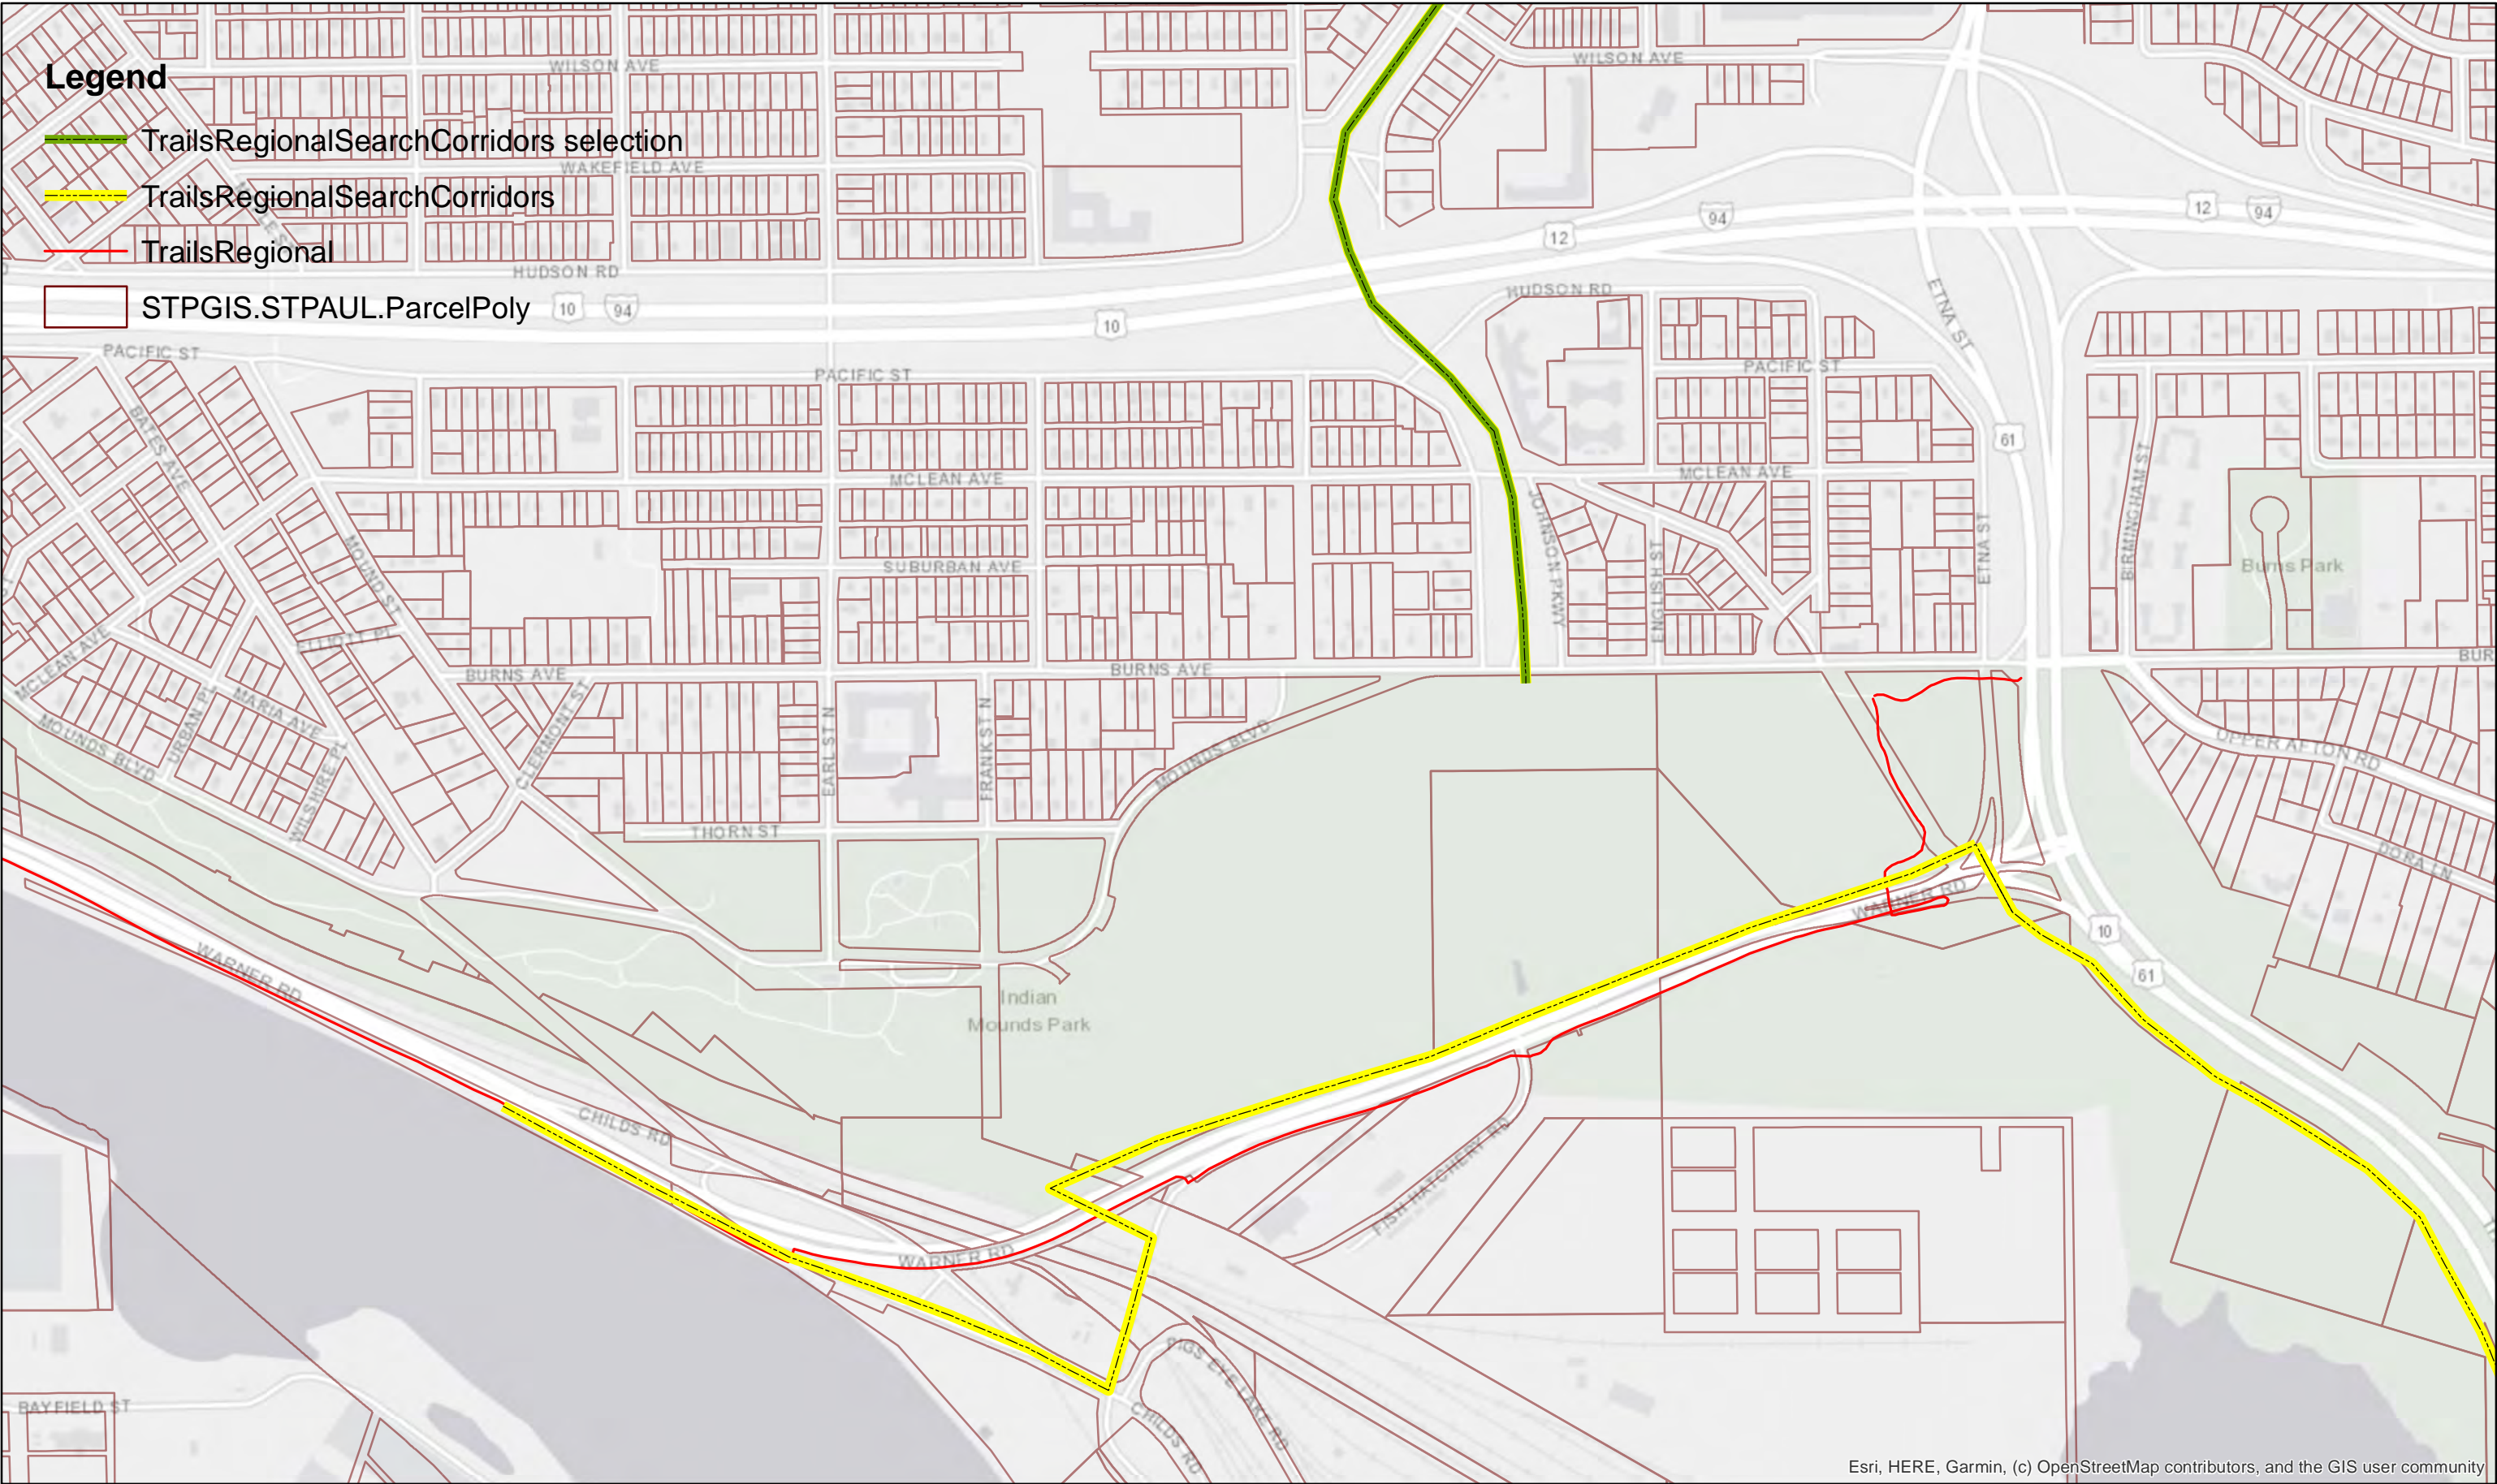 Legend
TrailsRegionalSearchCorridors selection
TrailsRegionalSearchCorridors
TrailsRegional
STPGIS.STPAUL.ParcelPoly
WILSON AVE
WILSON AVE
WAKEFIELD AVE
12
94
12
94
HUDSON RD
10
94
10
HUDSON RD
ETNA ST
PACIFIC ST
PACIFIC ST
PACIFIC ST
BATES AVE
61
MCLEAN AVE
MCLEAN AVE
BIRMINGHAM ST
MOUND ST
JOHNSON PKWY
ENGLISH ST
ETNA ST
SUBURBAN AVE
Burns Park
ELLIOTT PL
MCLEAN AVE
BURNS AVE
BURNS AVE
BUR
MARIA AVE
URBAN PL
CLERMONT ST
EARL ST N
FRANK ST N
MOUNDS BLVD
MOUNDS BLVD
WILSHIRE PL
UPPER AFTON RD
THORN ST
DORA LN
WARNER RD
10
61
WARNER RD
Indian
Mounds Park
CHILDS RD
FISH HATCHERY RD
WARNER RD
PIGS EYE LAKE RD
CHILDS RD
BAYFIELD ST
Esri, HERE, Garmin, (c) OpenStreetMap contributors, and the GIS user community